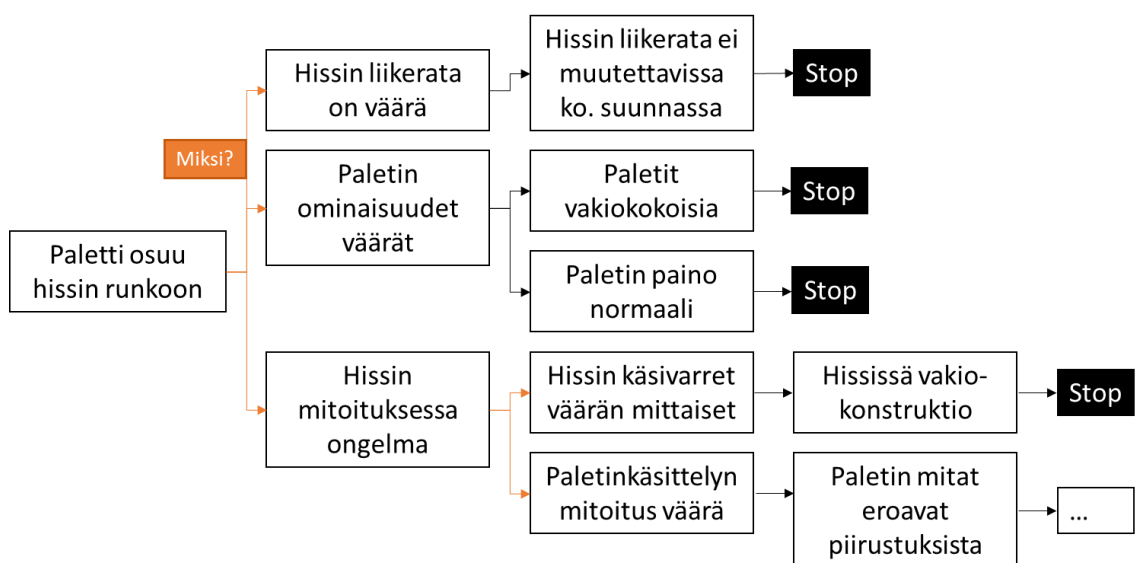 Hissin liikerata
on väärä
Hissin liikerata ei
muutettavissa
ko. suunnassa
Stop
Miksi?
Paletin
ominaisuudet
väärät
Paletit
vakiokokoisia
Stop
Paletti osuu
hissin runkoon
Paletin paino
normaali
Stop
Hissin
mitoituksessa
ongelma
Hissin käsivarret
väärän mittaiset
Hississä vakio-
konstruktio
Stop
Paletinkäsittelyn
mitoitus väärä
Paletin mitat
eroavat
piirustuksista
...